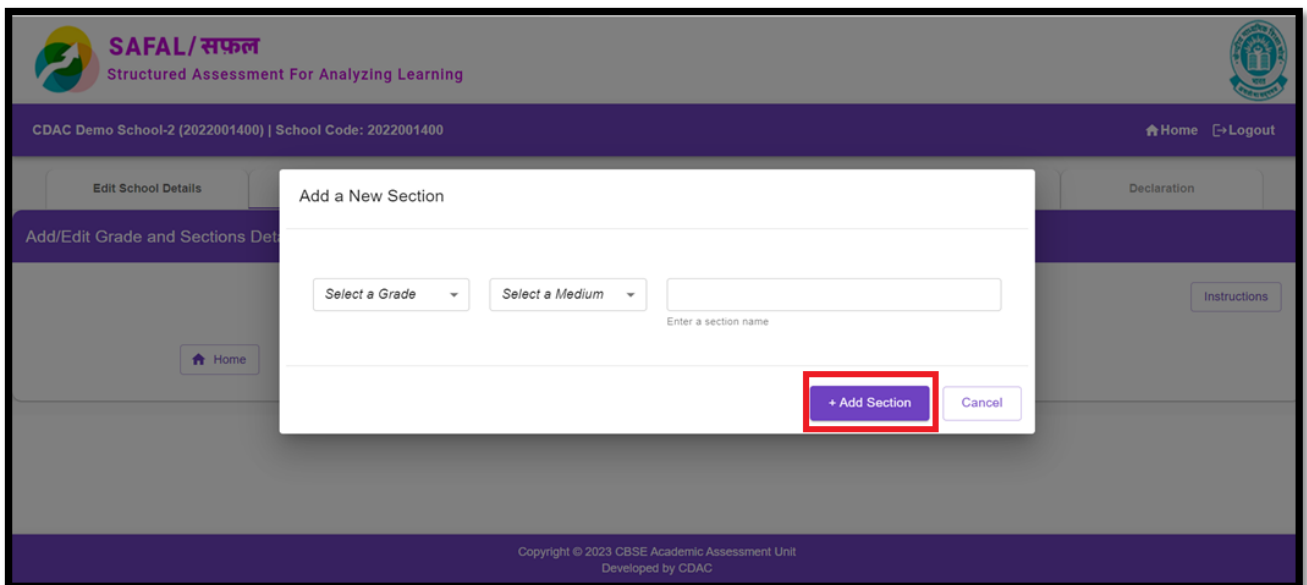 SAFAL/ सफ़ल
Structured Assessment For Analyzing Learning
CDAC Demo School-2 (2022001400) | School Code: 2022001400
Home
Logout
Edit School Details
Declaration
Add/Edit Grade and Sections
Add a New Section
Select a Grade
Select a Medium
Enter a section name
Instructions
Home
+ Add Section
Cancel
Copyright © 2023 CBSE Academic Assessment Unit
Developed by CDAC